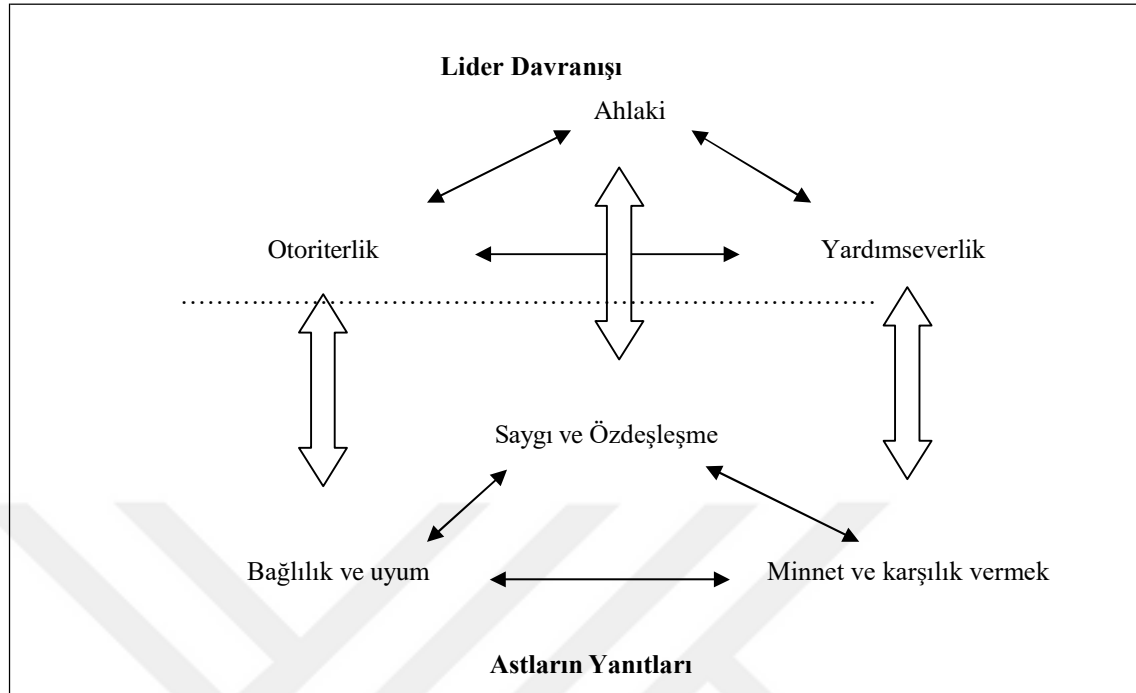 Lider Davranışı
Ahlaki
Otoriterlik
Yardımseverlik
Saygı ve Özdeşleşme
Bağlılık ve uyum
Minnet ve karşılık vermek
Astların Yanıtları